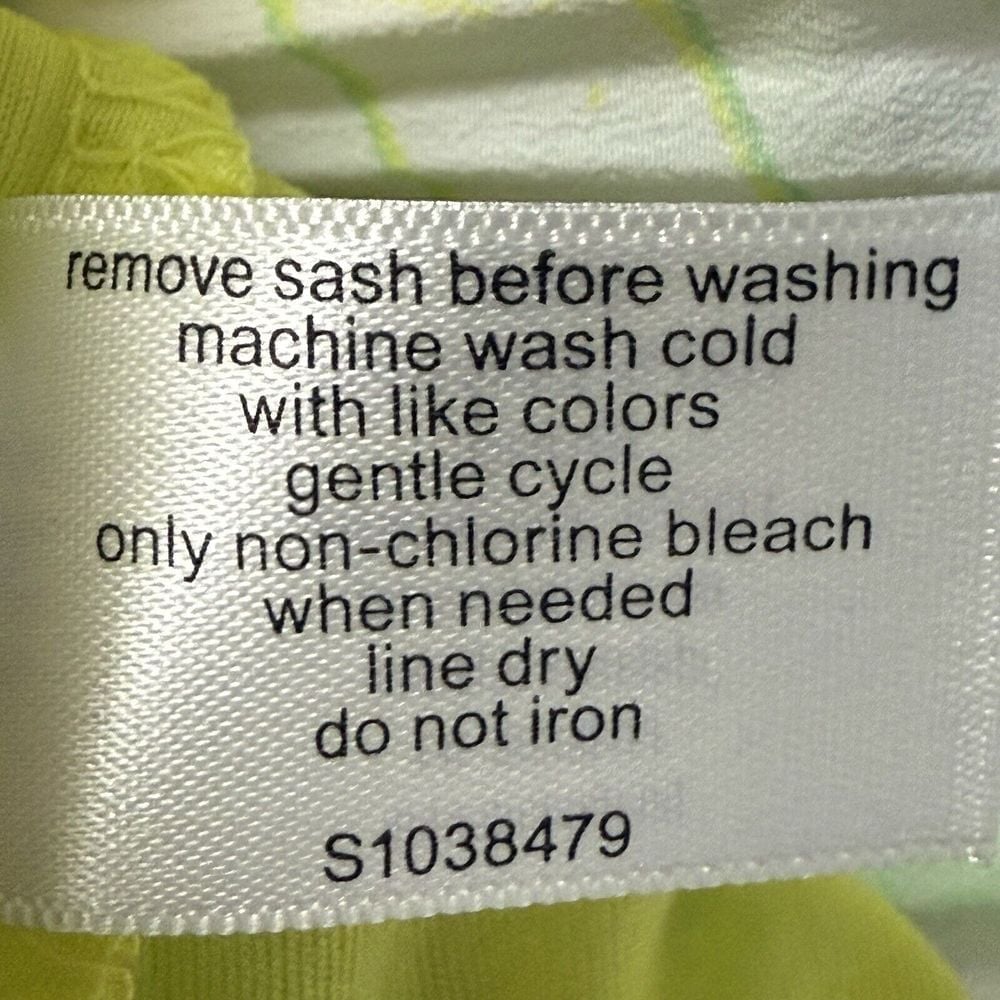 remove sash before washing
machine wash cold
with like colors
gentle cycle
only non-chlorine bleach
when needed
line dry
do not iron
S1038479